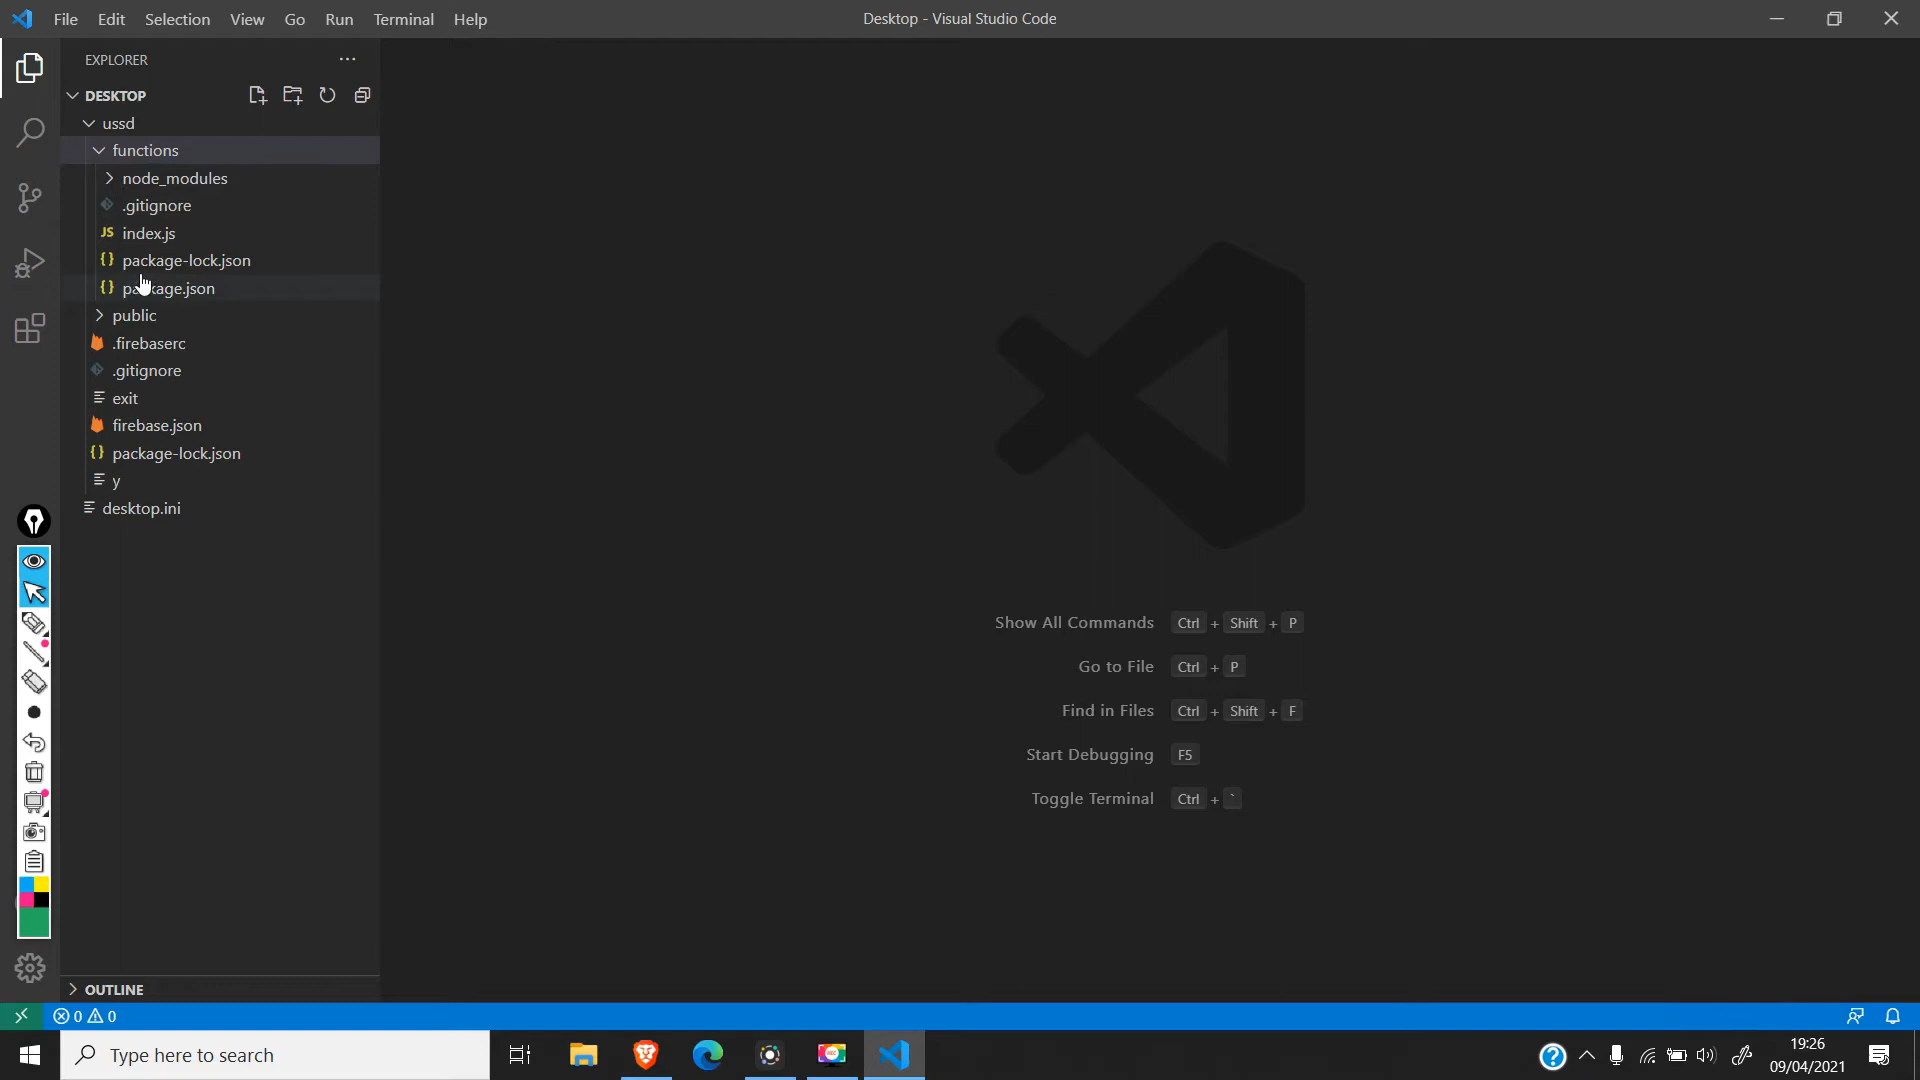 File Edit Selection View Go Run Terminal Help
Desktop - Visual Studio Code
EXPLORER
DESKTOP
ussd
functions
node_modules
.gitignore
JS index.js
{} package-lock.json
{} package.json
public
.firebaserc
.gitignore
exit
firebase.json
{} package-lock.json
y
desktop.ini
Show All Commands Ctrl + Shift + P
Go to File Ctrl + P
Find in Files Ctrl + Shift + F
Start Debugging F5
Toggle Terminal Ctrl + `
OUTLINE
0 0
Type here to search
REC
19:26
09/04/2021